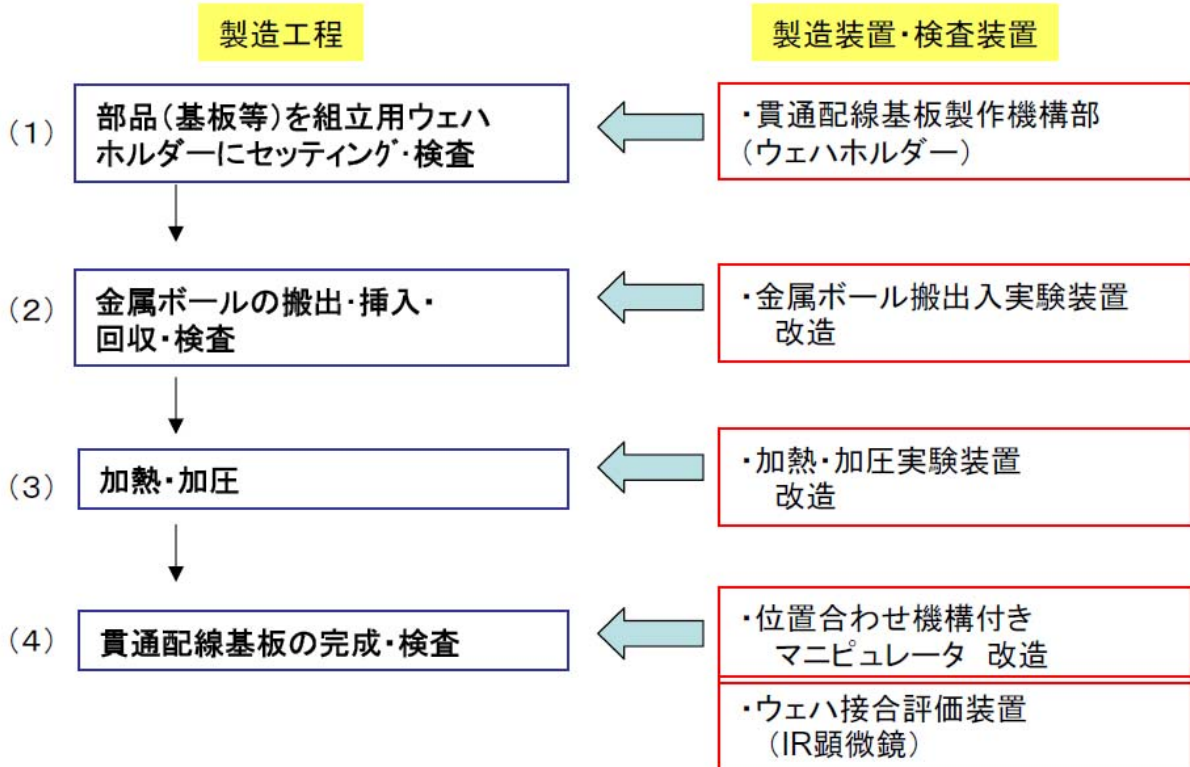 製造工程
製造装置・検査装置
(1)
部品(基板等)を組立用ウェハ
ホルダーにセッティング・検査
・貫通配線基板製作機構部
(ウェハホルダー)
(2)
金属ボールの搬出・挿入・
回収・検査
・金属ボール搬出入実験装置
改造
(3)
加熱・加圧
・加熱・加圧実験装置
改造
(4)
貫通配線基板の完成・検査
・位置合わせ機構付き
マニピュレータ 改造
・ウェハ接合評価装置
(IR顕微鏡)